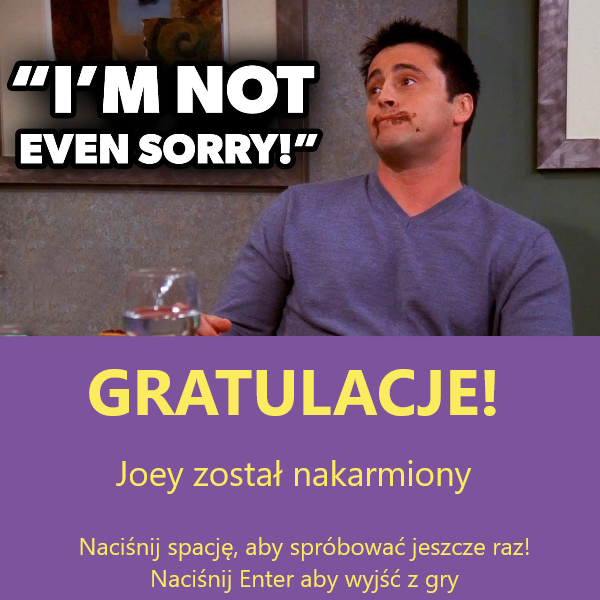 "I'M NOT
EVEN SORRY!"
GRATULACJE!
Joey został nakarmiony
Naciśnij spację, aby spróbować jeszcze raz!
Naciśnij Enter aby wyjść z gry